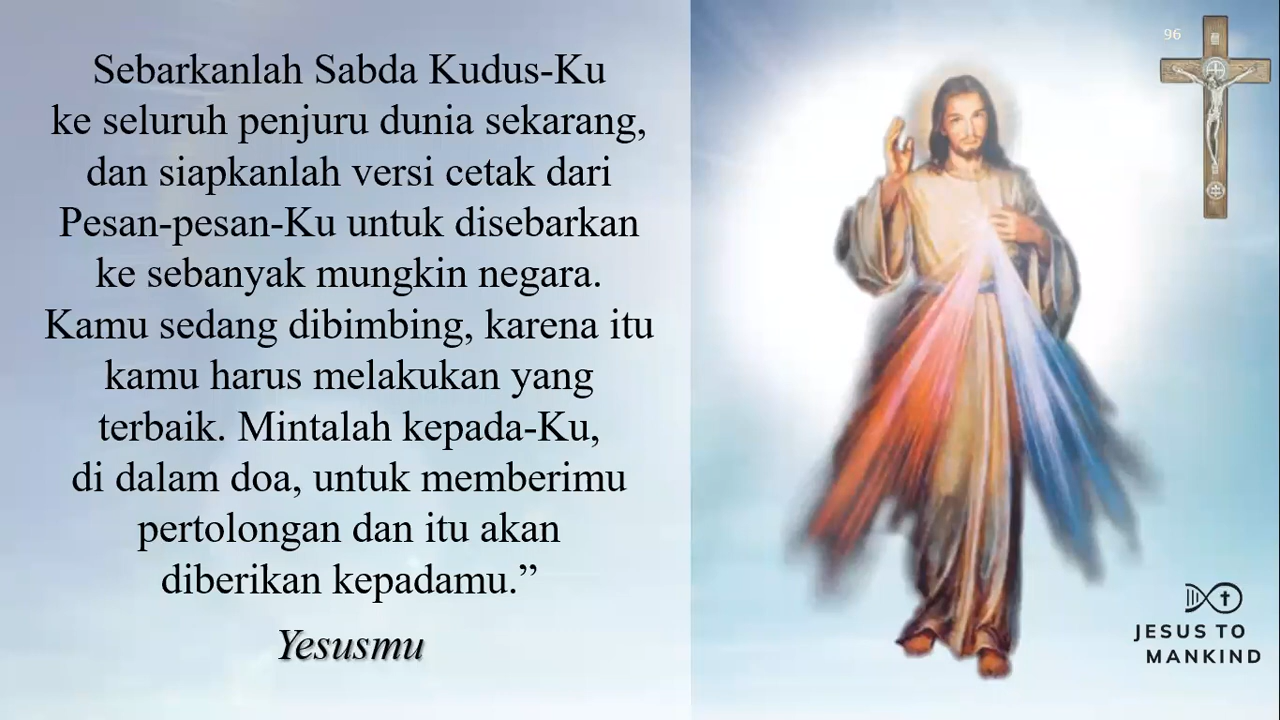 Sebarkanlah Sabda Kudus-Ku
ke seluruh penjuru dunia sekarang,
dan siapkanlah versi cetak dari
Pesan-pesan-Ku untuk disebarkan
ke sebanyak mungkin negara.
Kamu sedang dibimbing, karena itu
kamu harus melakukan yang
terbaik. Mintalah kepada-Ku,
di dalam doa, untuk memberimu
pertolongan dan itu akan
diberikan kepadamu.”
Yesusmu
96
JESUS TO
MANKIND